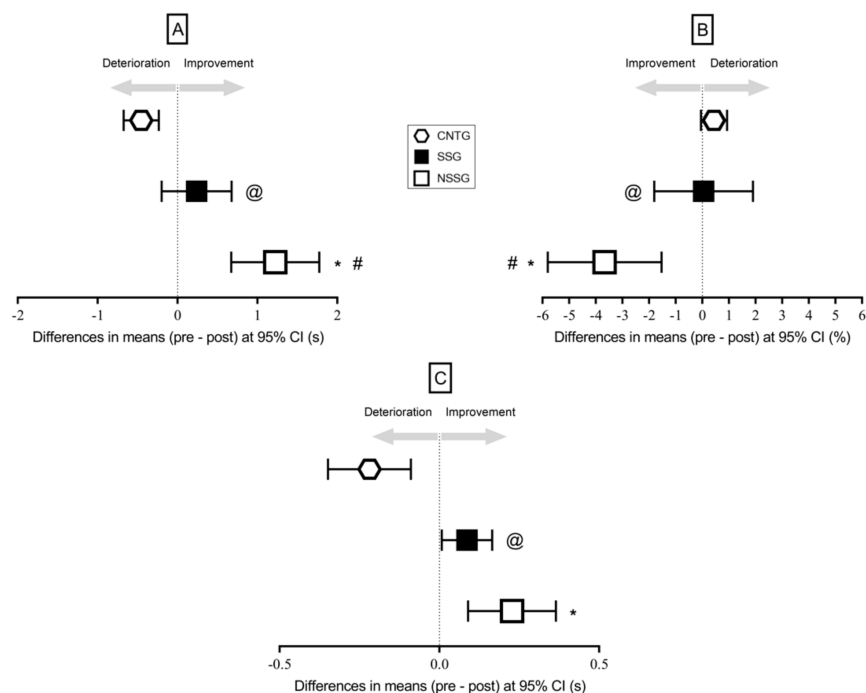 A
Deterioration Improvement
*
#
@
-2 -1 0 1 2
Differences in means (pre - post) at 95% CI (s)
CNTG
SSG
NSSG
B
Improvement Deterioration
@
# *
-6 -5 -4 -3 -2 -1 0 1 2 3 4 5 6
Differences in means (pre - post) at 95% CI (%)
C
Deterioration Improvement
@
*
-0.5 0.0 0.5
Differences in means (pre - post) at 95% CI (s)